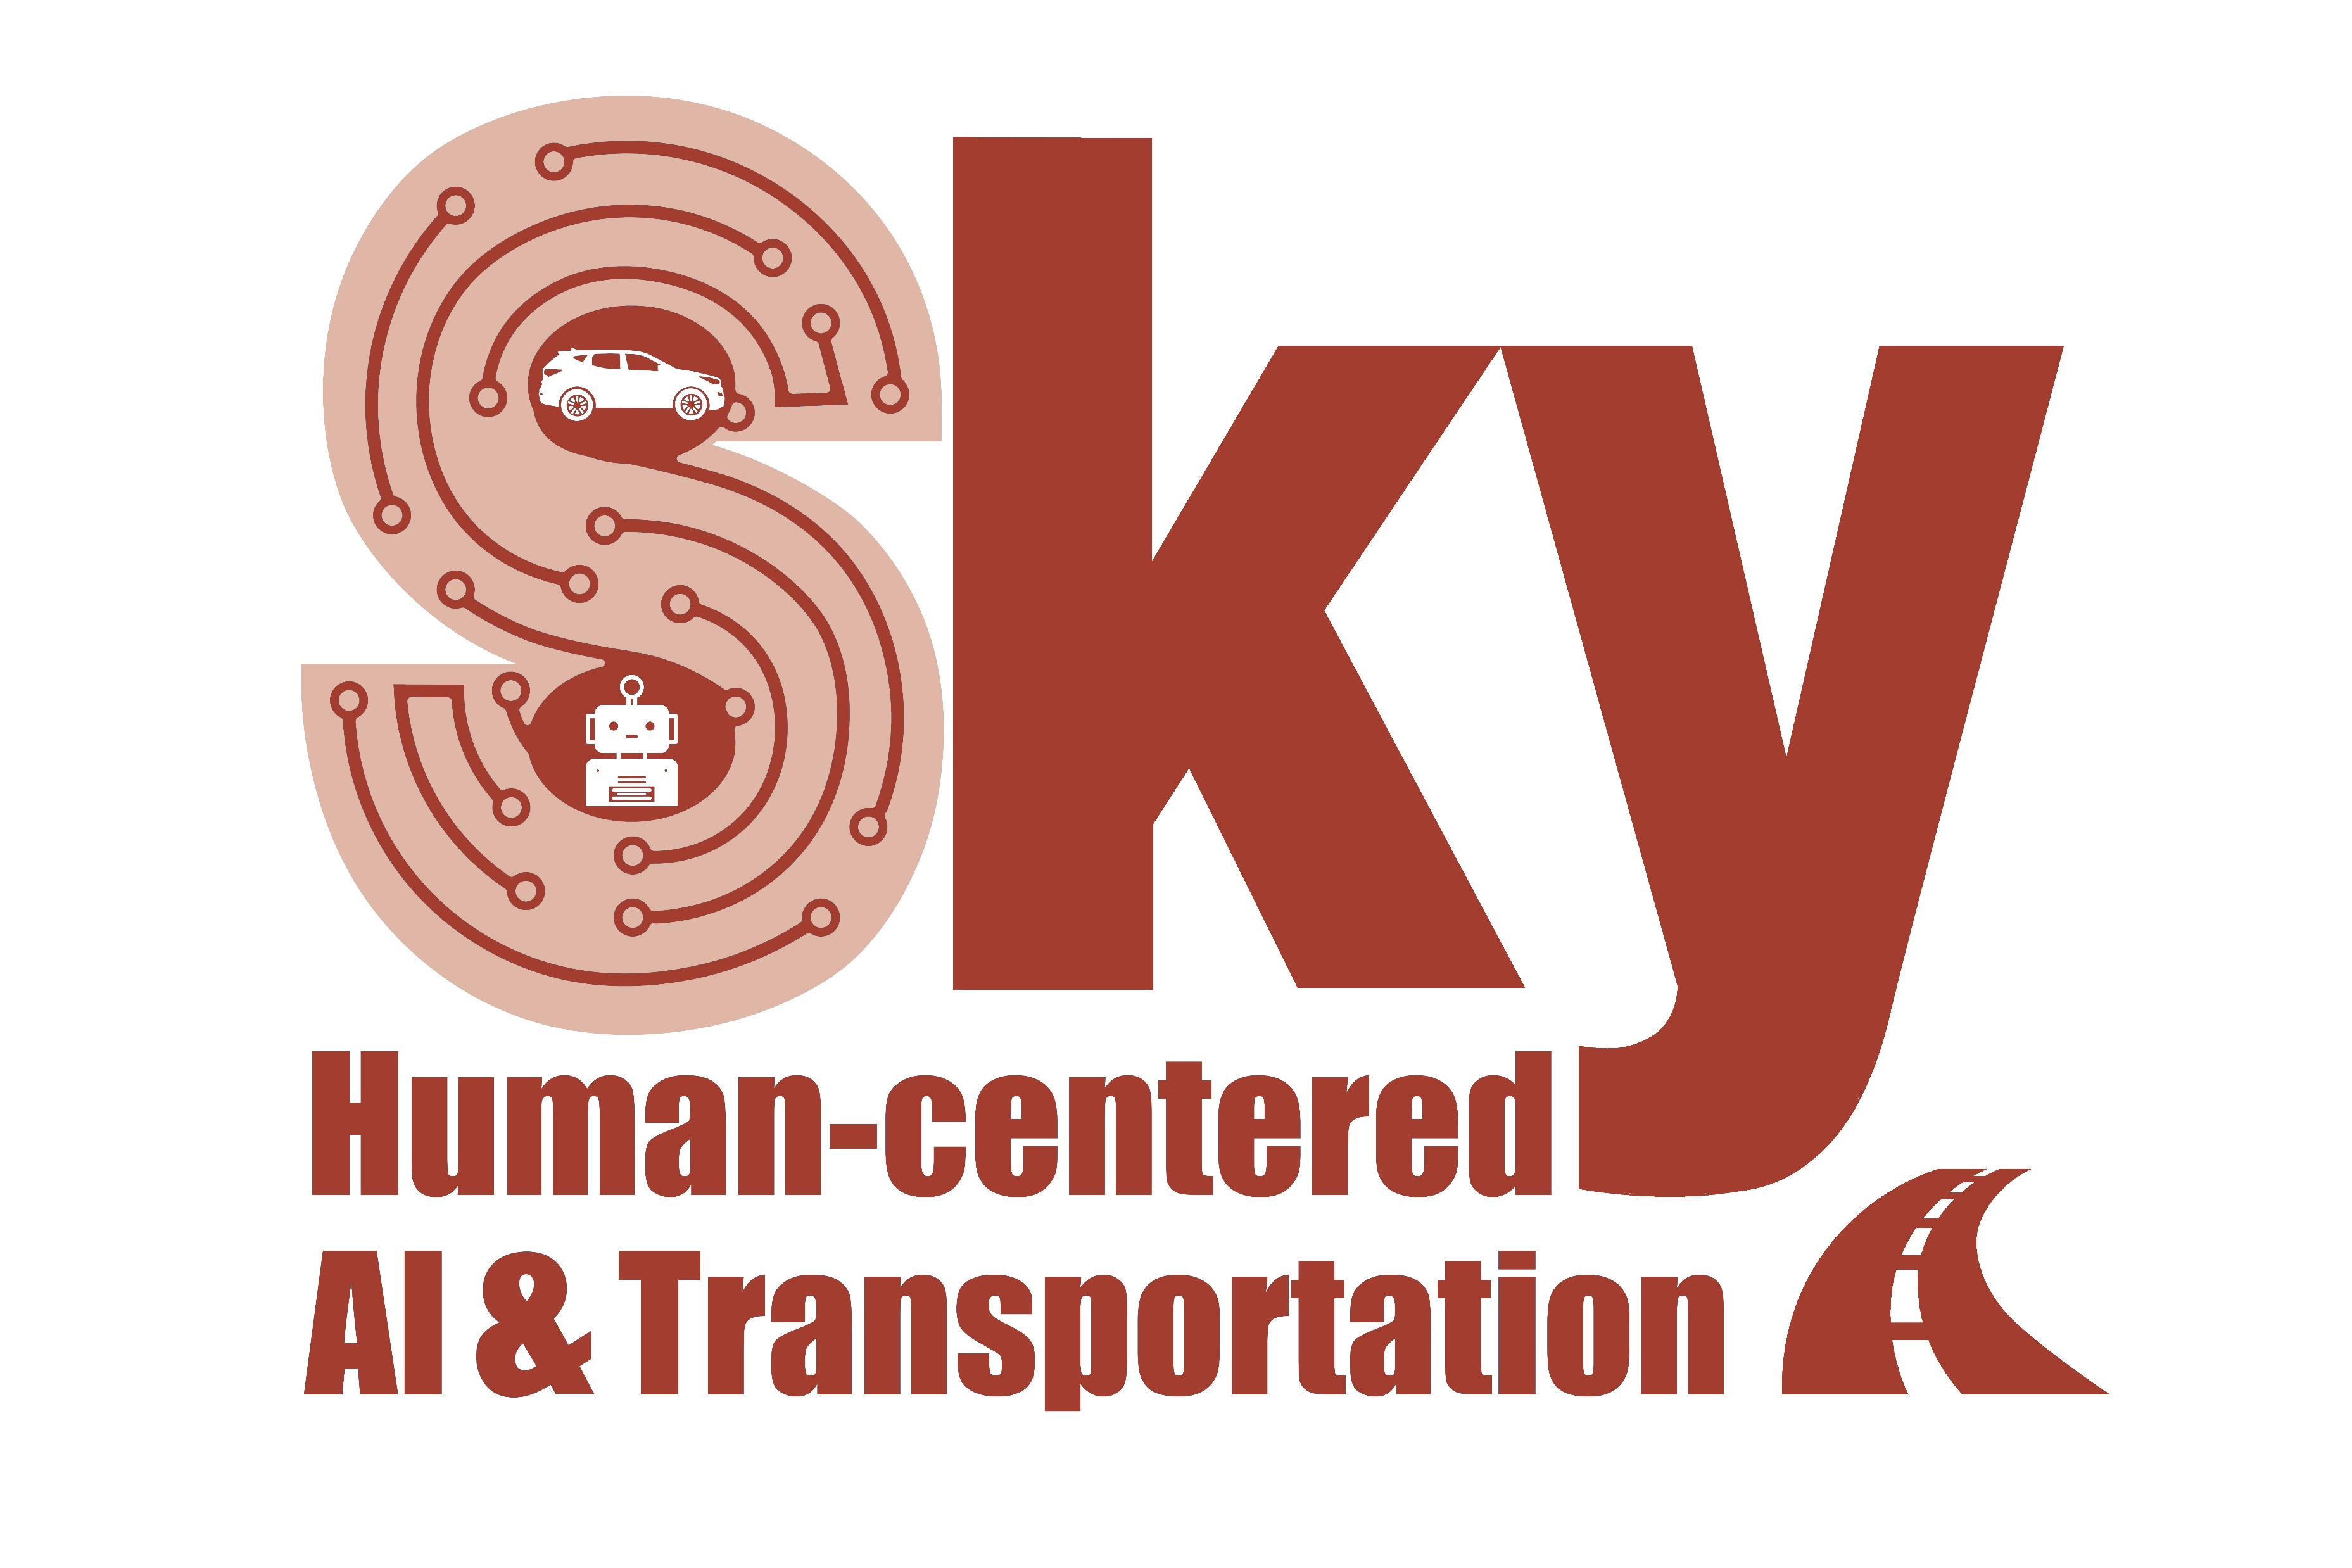 Sky
Human-centered
AI & Transportation